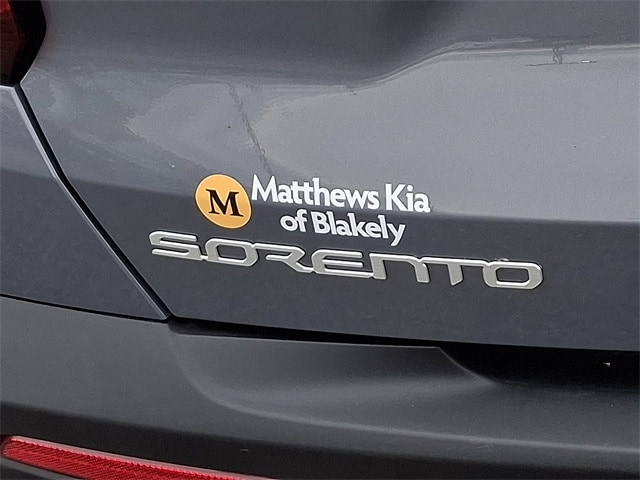 M
Matthews Kia
of Blakely
SORENTO